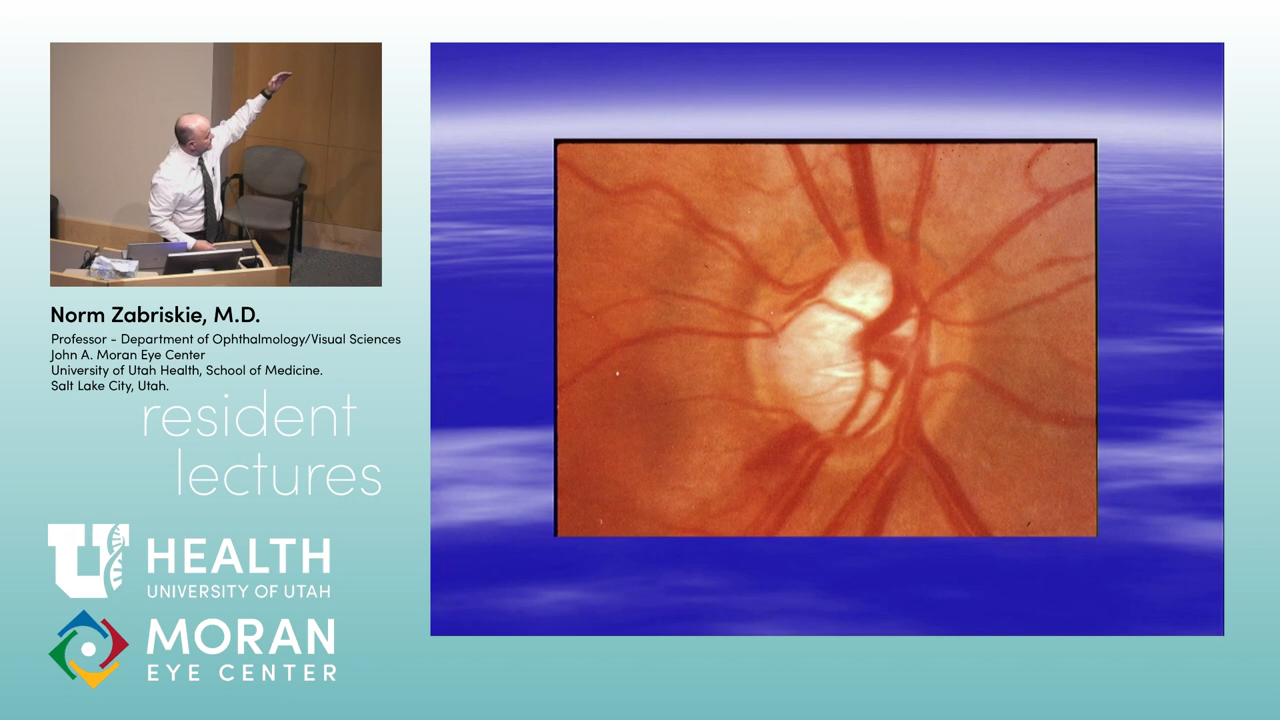 Norm Zabriskie, M.D.
Professor - Department of Ophthalmology/Visual Sciences
John A. Moran Eye Center
University of Utah Health, School of Medicine.
Salt Lake City, Utah.
resident
lectures
U HEALTH
UNIVERSITY OF UTAH
MORAN
EYE CENTER